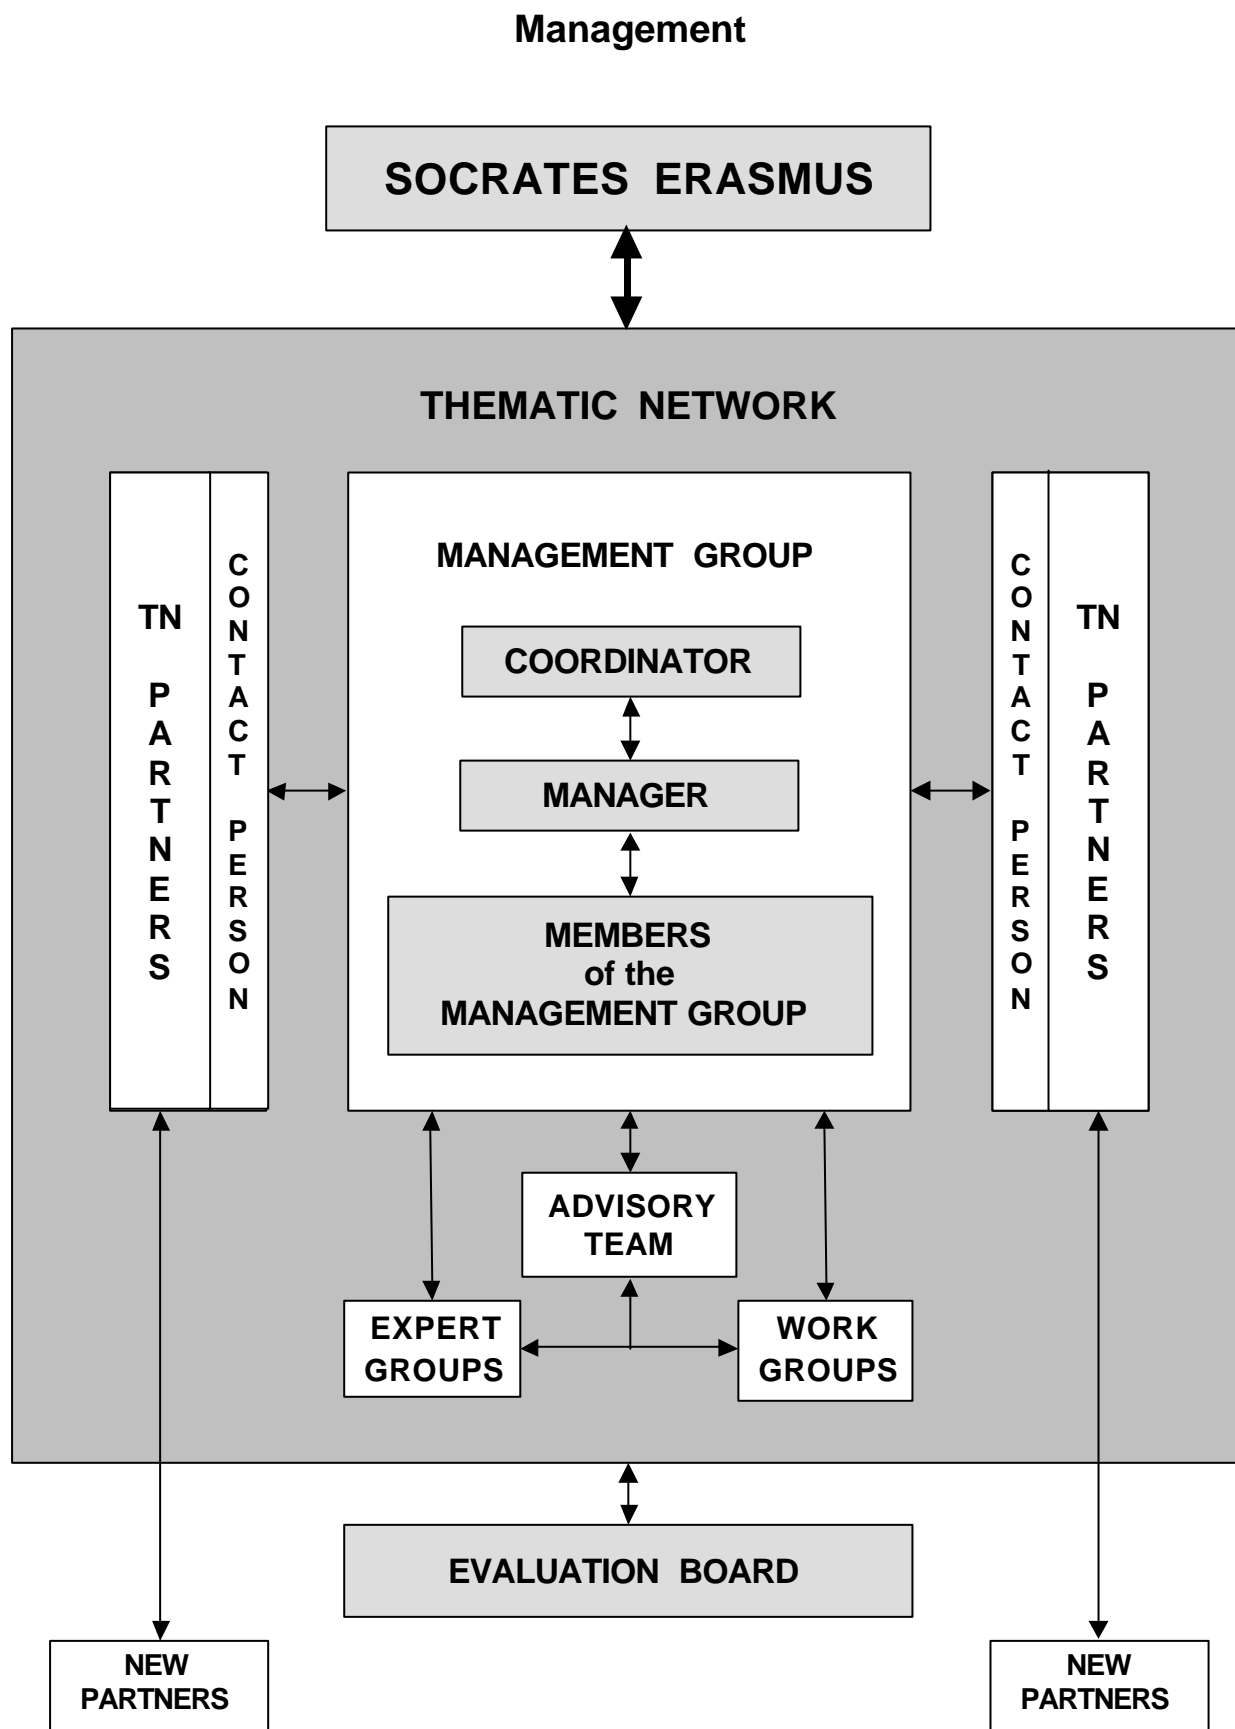 Management
SOCRATES ERASMUS
THEMATIC NETWORK
TN PARTNERS
CONTACT PERSON
MANAGEMENT GROUP
COORDINATOR
MANAGER
MEMBERS
of the
MANAGEMENT GROUP
CONTACT PERSON
TN PARTNERS
ADVISORY
TEAM
EXPERT
GROUPS
WORK
GROUPS
EVALUATION BOARD
NEW
PARTNERS
NEW
PARTNERS